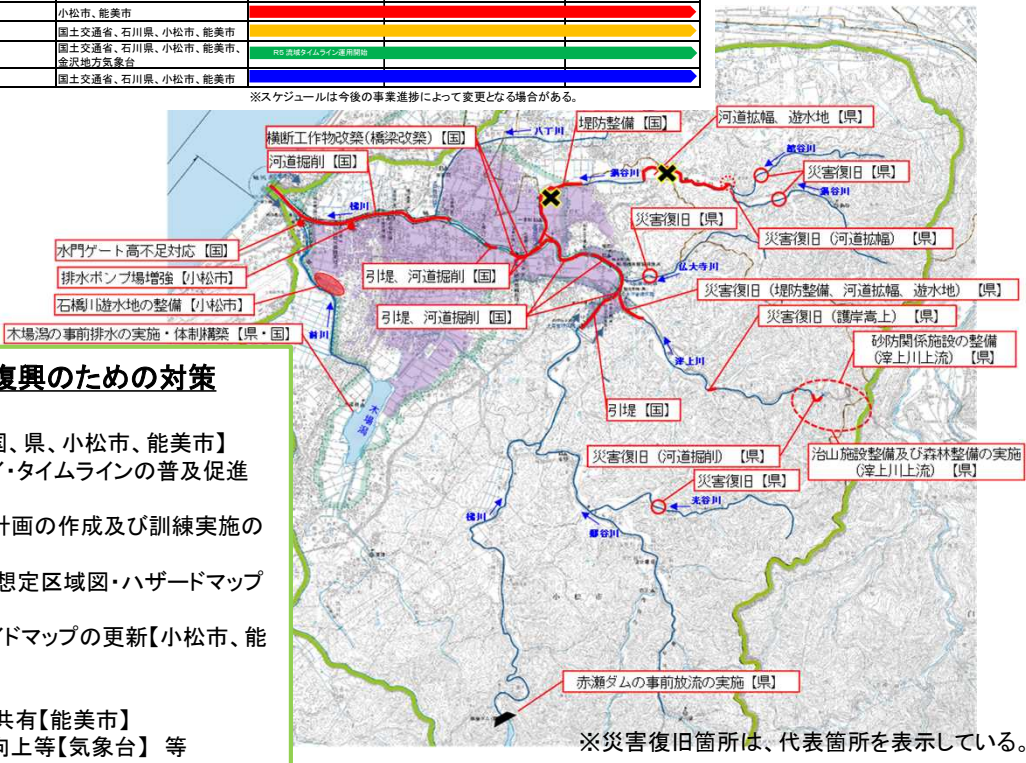 小松市、能美市
国土交通省、石川県、小松市、能美市
国土交通省、石川県、小松市、能美市、
金沢地方気象台
R5 流域タイムライン運用開始
国土交通省、石川県、小松市、能美市
※スケジュールは今後の事業進捗によって変更となる場合がある。
横断工作物改築(橋梁改築)【国】
八丁川
堤防整備【国】
河道拡幅、遊水地【県】
河道掘削【国】
鍋谷川
館谷川
災害復旧【県】
鍋谷川
梯川
災害復旧【県】
災害復旧（河道拡幅）【県】
水門ゲート高不足対応【国】
排水ポンプ場増強【小松市】
引堤、河道掘削【国】
仏大寺川
石橋川遊水地の整備【小松市】
災害復旧（堤防整備、河道拡幅、遊水地）【県】
引堤、河道掘削【国】
災害復旧（護岸嵩上）【県】
木場潟の事前排水の実施・体制構築【県・国】
前川
滓上川
砂防関係施設の整備
（滓上川上流）【県】
木場潟
引堤【国】
復興のための対策
国、県、小松市、能美市】
イ・タイムラインの普及促進
計画の作成及び訓練実施の
想定区域図・ハザードマップ
イドマップの更新【小松市、能
共有【能美市】
向上等【気象台】 等
災害復旧（河道掘削）【県】
治山施設整備及び森林整備の実施
（滓上川上流）【県】
災害復旧【県】
光谷川
梯川
郷谷川
小松市
赤瀬ダムの事前放流の実施【県】
※災害復旧箇所は、代表箇所を表示している。